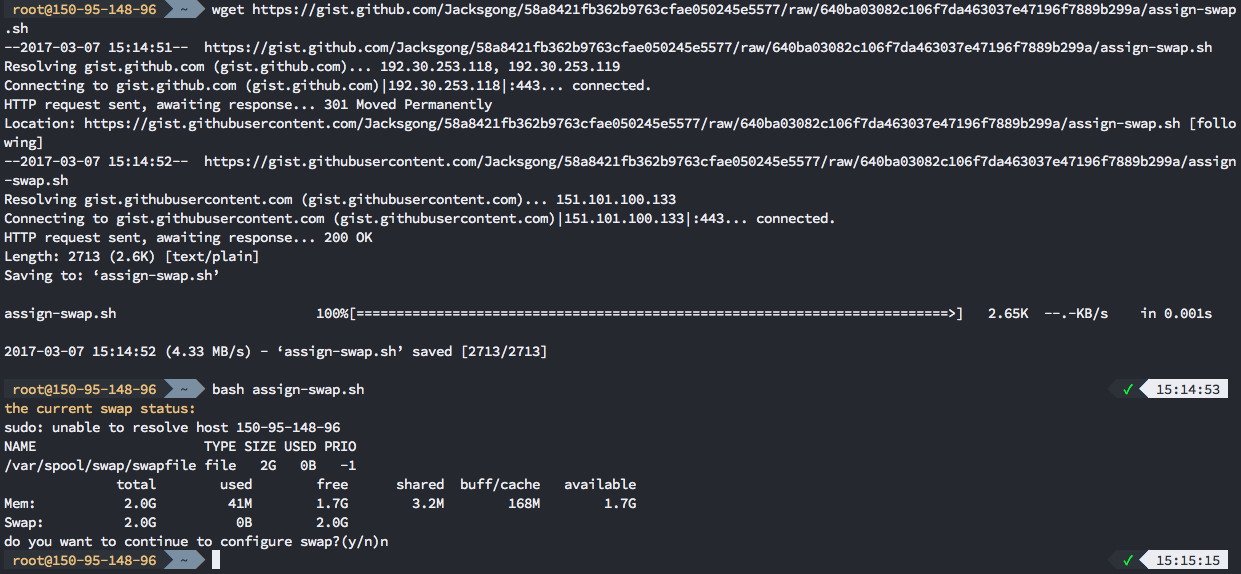 root@150-95-148-96 ~ wget https://gist.github.com/Jacksgong/58a8421fb362b9763cfae050245e5577/raw/640ba03082c106f7da463037e47196f7889b299a/assign-swap
.sh
--2017-03-07 15:14:51-- https://gist.github.com/Jacksgong/58a8421fb362b9763cfae050245e5577/raw/640ba03082c106f7da463037e47196f7889b299a/assign-swap.sh
Resolving gist.github.com (gist.github.com)... 192.30.253.118, 192.30.253.119
Connecting to gist.github.com (gist.github.com)|192.30.253.118|:443... connected.
HTTP request sent, awaiting response... 301 Moved Permanently
Location: https://gist.githubusercontent.com/Jacksgong/58a8421fb362b9763cfae050245e5577/raw/640ba03082c106f7da463037e47196f7889b299a/assign-swap.sh [follo
wing]
--2017-03-07 15:14:52-- https://gist.githubusercontent.com/Jacksgong/58a8421fb362b9763cfae050245e5577/raw/640ba03082c106f7da463037e47196f7889b299a/assign
-swap.sh
Resolving gist.githubusercontent.com (gist.githubusercontent.com)... 151.101.100.133
Connecting to gist.githubusercontent.com (gist.githubusercontent.com)|151.101.100.133|:443... connected.
HTTP request sent, awaiting response... 200 OK
Length: 2713 (2.6K) [text/plain]
Saving to: ‘assign-swap.sh’
assign-swap.sh 100%[==========================================================================>] 2.65K --.-KB/s in 0.001s
2017-03-07 15:14:52 (4.33 MB/s) - ‘assign-swap.sh’ saved [2713/2713]
root@150-95-148-96 ~ bash assign-swap.sh ✓ 15:14:53
the current swap status:
sudo: unable to resolve host 150-95-148-96
NAME TYPE SIZE USED PRIO
/var/spool/swap/swapfile file 2G 0B -1
total used free shared buff/cache available
Mem: 2.0G 41M 1.7G 3.2M 168M 1.7G
Swap: 2.0G 0B 2.0G
do you want to continue to configure swap?(y/n)n
root@150-95-148-96 ~ ✓ 15:15:15